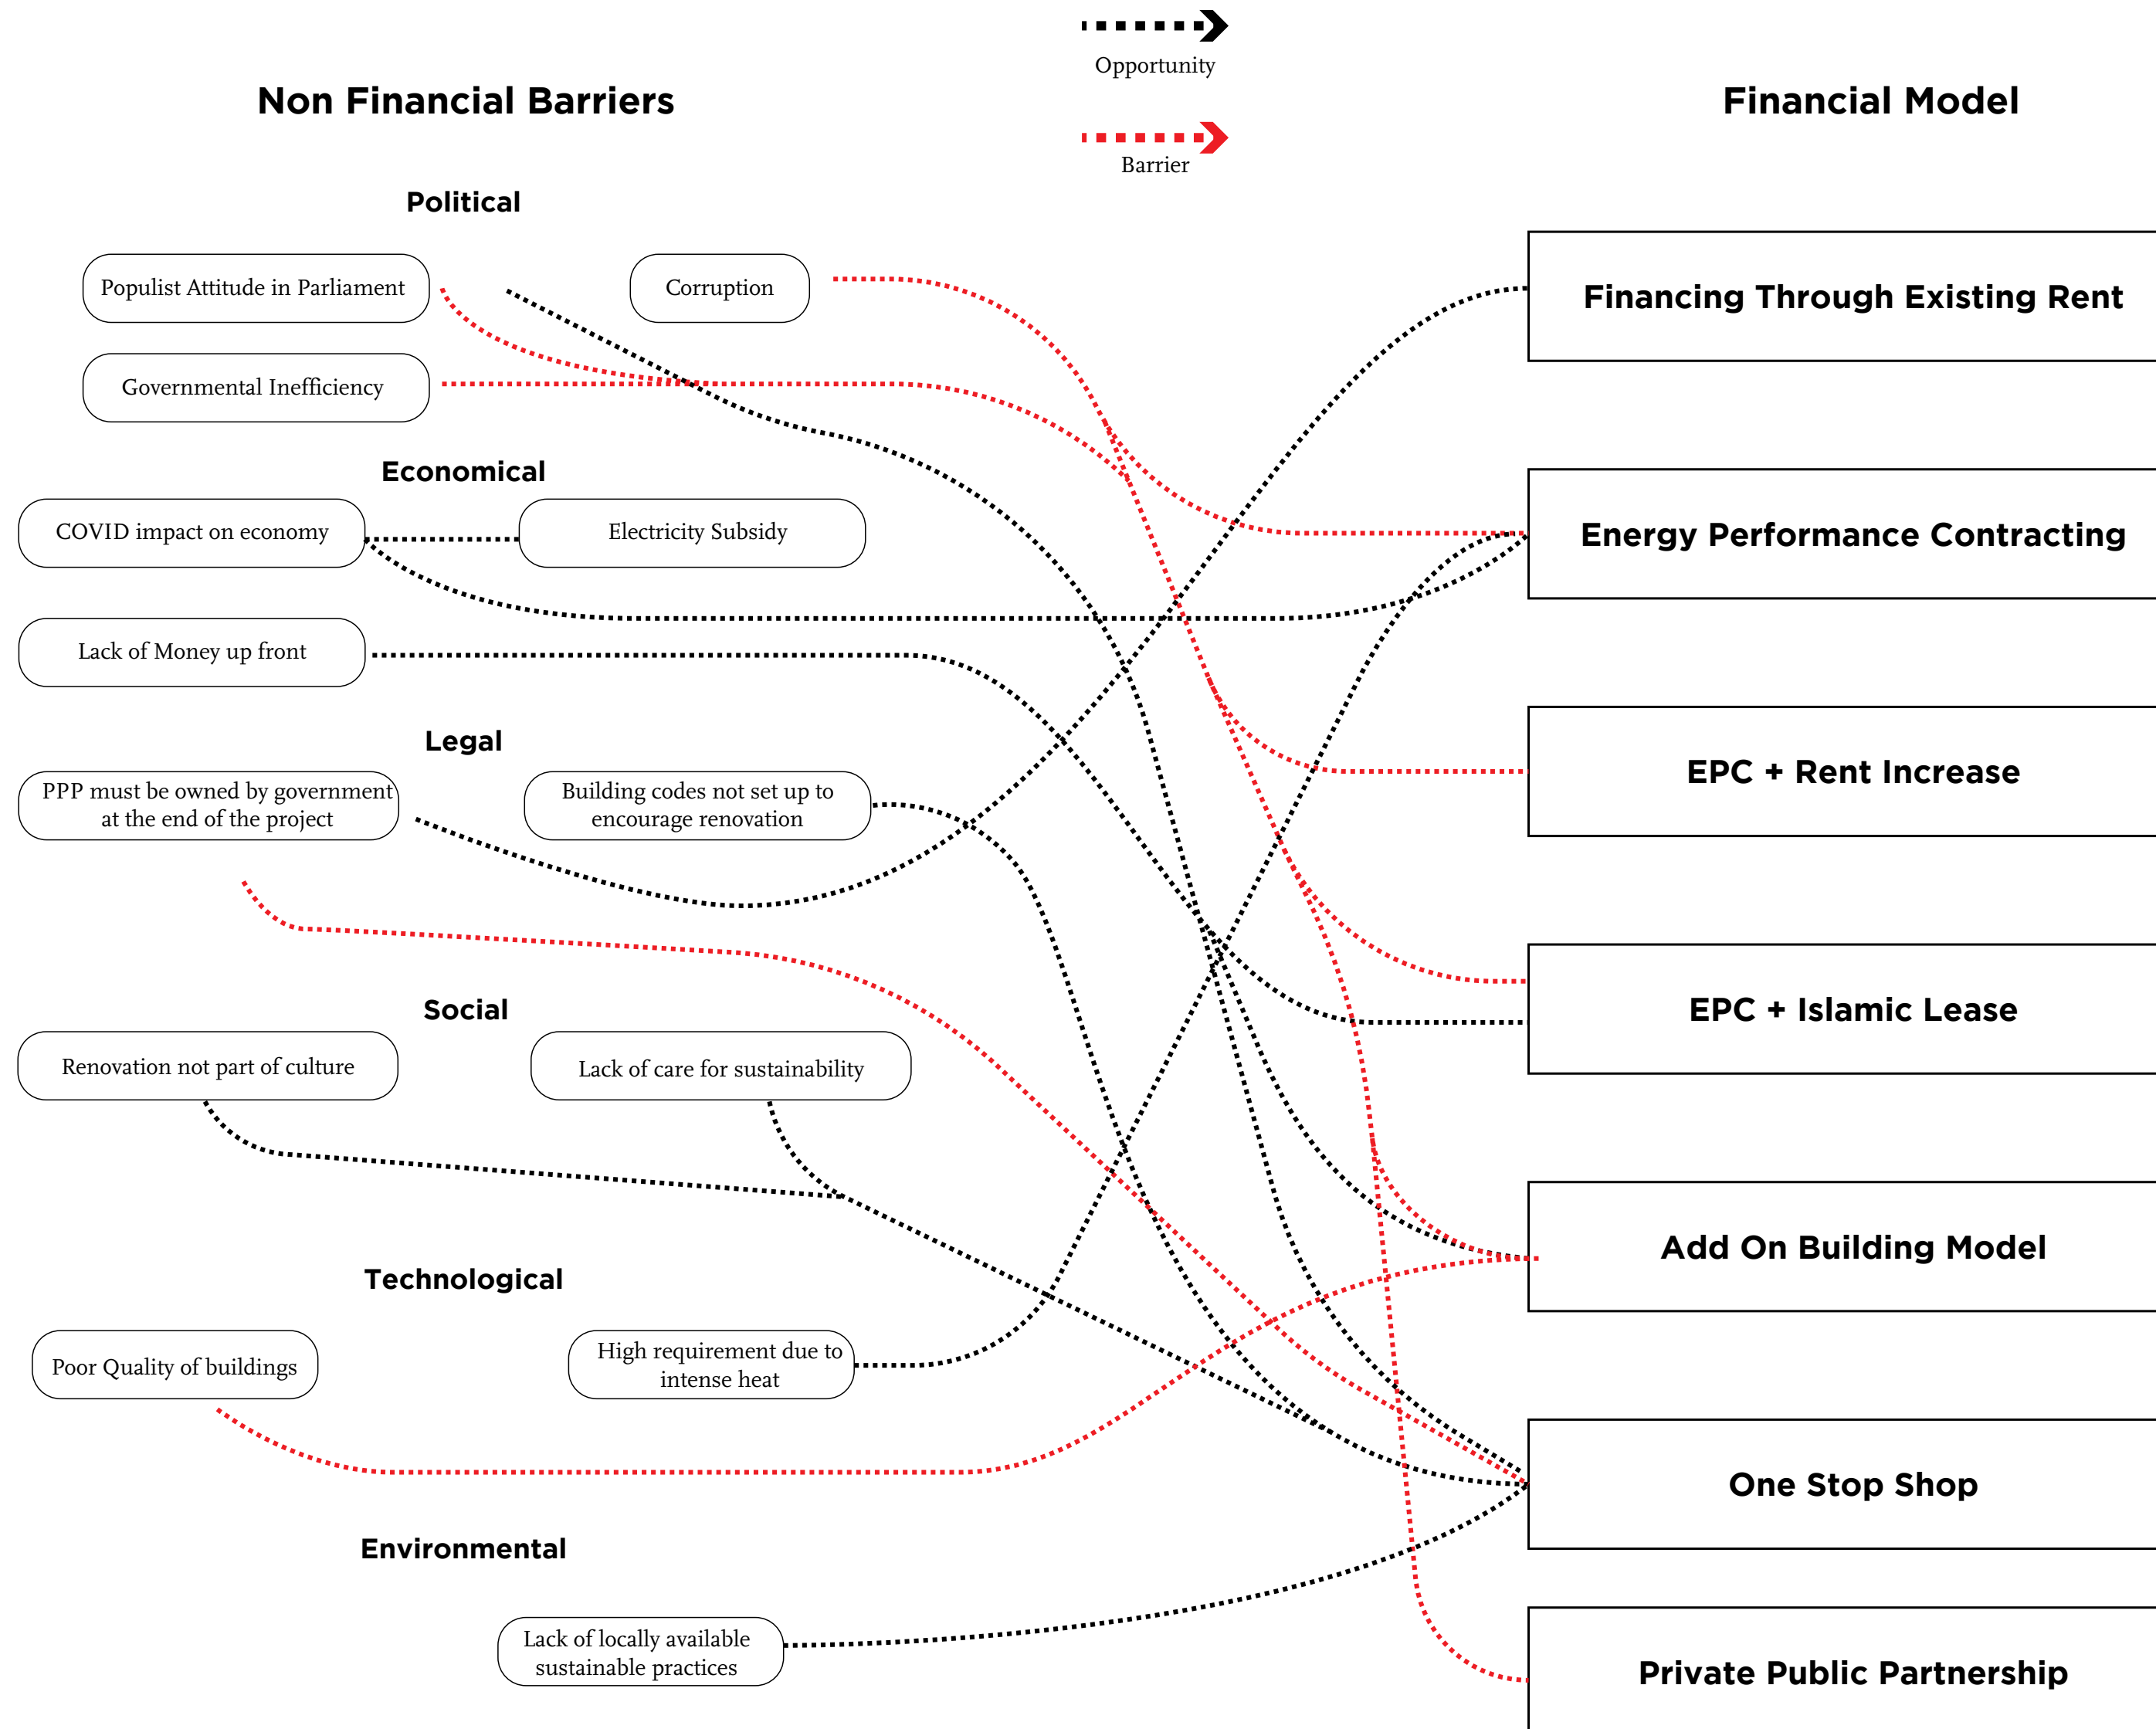 Opportunity
Non Financial Barriers
Financial Model
Barrier
Political
Populist Attitude in Parliament
Corruption
Governmental Inefficiency
Economical
COVID impact on economy
Electricity Subsidy
Lack of Money up front
Legal
PPP must be owned by government
at the end of the project
Building codes not set up to
encourage renovation
Social
Renovation not part of culture
Lack of care for sustainability
Technological
Poor Quality of buildings
High requirement due to
intense heat
Environmental
Lack of locally available
sustainable practices
Financing Through Existing Rent
Energy Performance Contracting
EPC + Rent Increase
EPC + Islamic Lease
Add On Building Model
One Stop Shop
Private Public Partnership